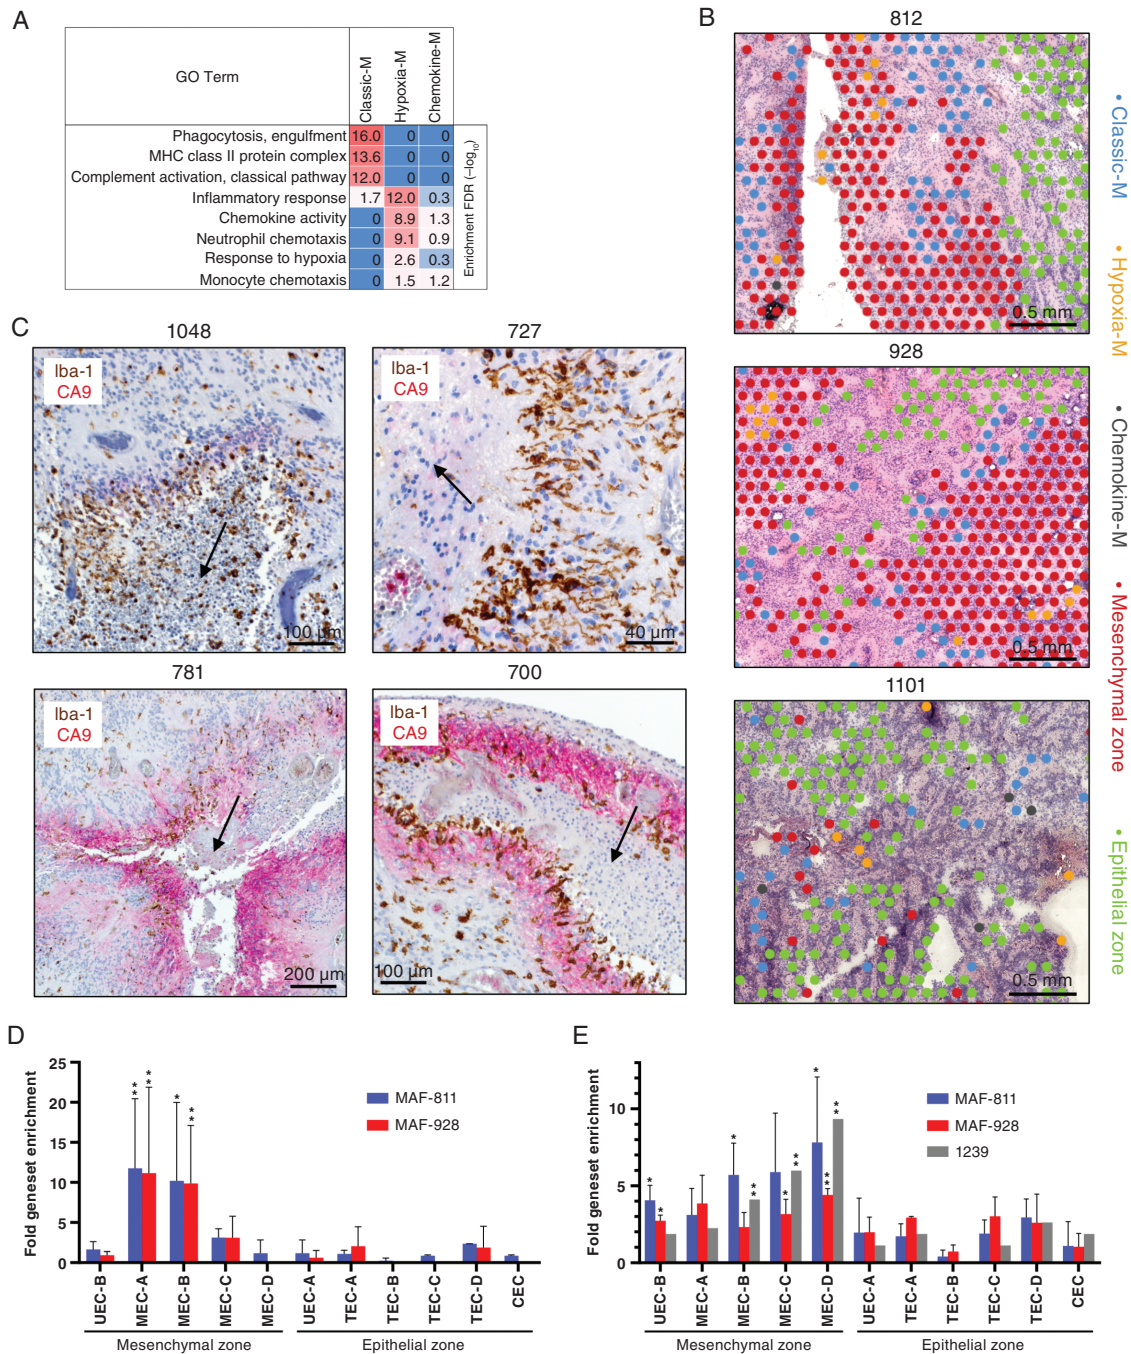 A
GO Term
Classic-M
Hypoxia-M
Chemokine-M
Phagocytosis, engulfment 16.0 0 0
MHC class II protein complex 13.6 0 0
Complement activation, classical pathway 12.0 0 0
Inflammatory response 1.7 12.0 0.3
Chemokine activity 0 8.9 1.3
Neutrophil chemotaxis 0 9.1 0.9
Response to hypoxia 0 2.6 0.3
Monocyte chemotaxis 0 1.5 1.2
Enrichment FDR (–log10)
B
812
0.5 mm
928
0.5 mm
1101
0.5 mm
• Classic-M
• Hypoxia-M
• Chemokine-M
• Mesenchymal zone
• Epithelial zone
C
1048
Iba-1
CA9
100 µm
727
Iba-1
CA9
40 µm
781
Iba-1
CA9
200 µm
700
Iba-1
CA9
100 µm
D
Fold geneset enrichment
25
20
15
10
5
0
** ** * **
MAF-811
MAF-928
UEC-B MEC-A MEC-B MEC-C MEC-D UEC-A TEC-A TEC-B TEC-C TEC-D CEC
Mesenchymal zone Epithelial zone
E
Fold geneset enrichment
10
5
0
* * * ** * ** * ** **
MAF-811
MAF-928
1239
UEC-B MEC-A MEC-B MEC-C MEC-D UEC-A TEC-A TEC-B TEC-C TEC-D CEC
Mesenchymal zone Epithelial zone